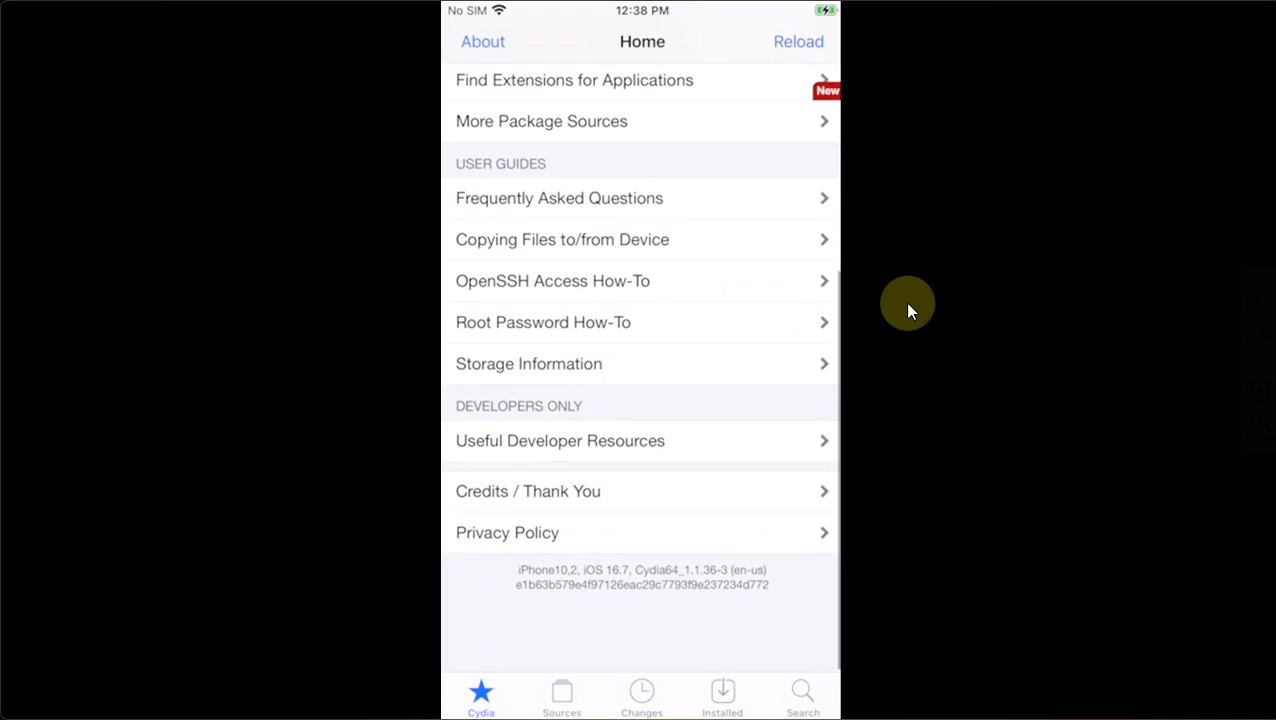 No SIM 12:38 PM
About Home Reload
Find Extensions for Applications
New
More Package Sources
USER GUIDES
Frequently Asked Questions
Copying Files to/from Device
OpenSSH Access How-To
Root Password How-To
Storage Information
DEVELOPERS ONLY
Useful Developer Resources
Credits / Thank You
Privacy Policy
iPhone10,2, iOS 16.7, Cydia64_1.1.36-3 (en-us)
e1b63b579e4f97126eac29c7793f9e237234d772
Cydia Sources Changes Installed Search